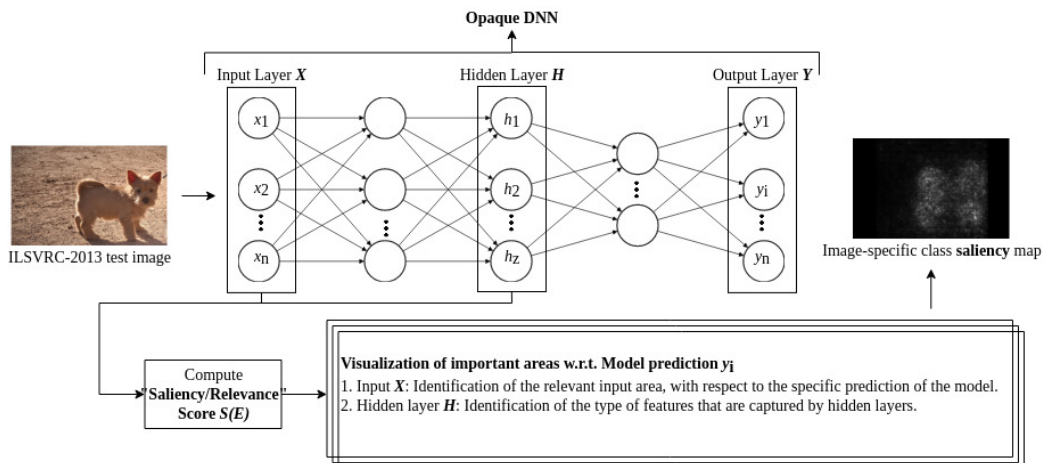 Opaque DNN
Input Layer X
Hidden Layer H
Output Layer Y
x1
h1
y1
x2
h2
yi
xn
hz
yn
ILSVRC-2013 test image
Image-specific class saliency map
Compute
"Saliency/Relevance"
Score S(E)
Visualization of important areas w.r.t. Model prediction yi
1. Input X: Identification of the relevant input area, with respect to the specific prediction of the model.
2. Hidden layer H: Identification of the type of features that are captured by hidden layers.